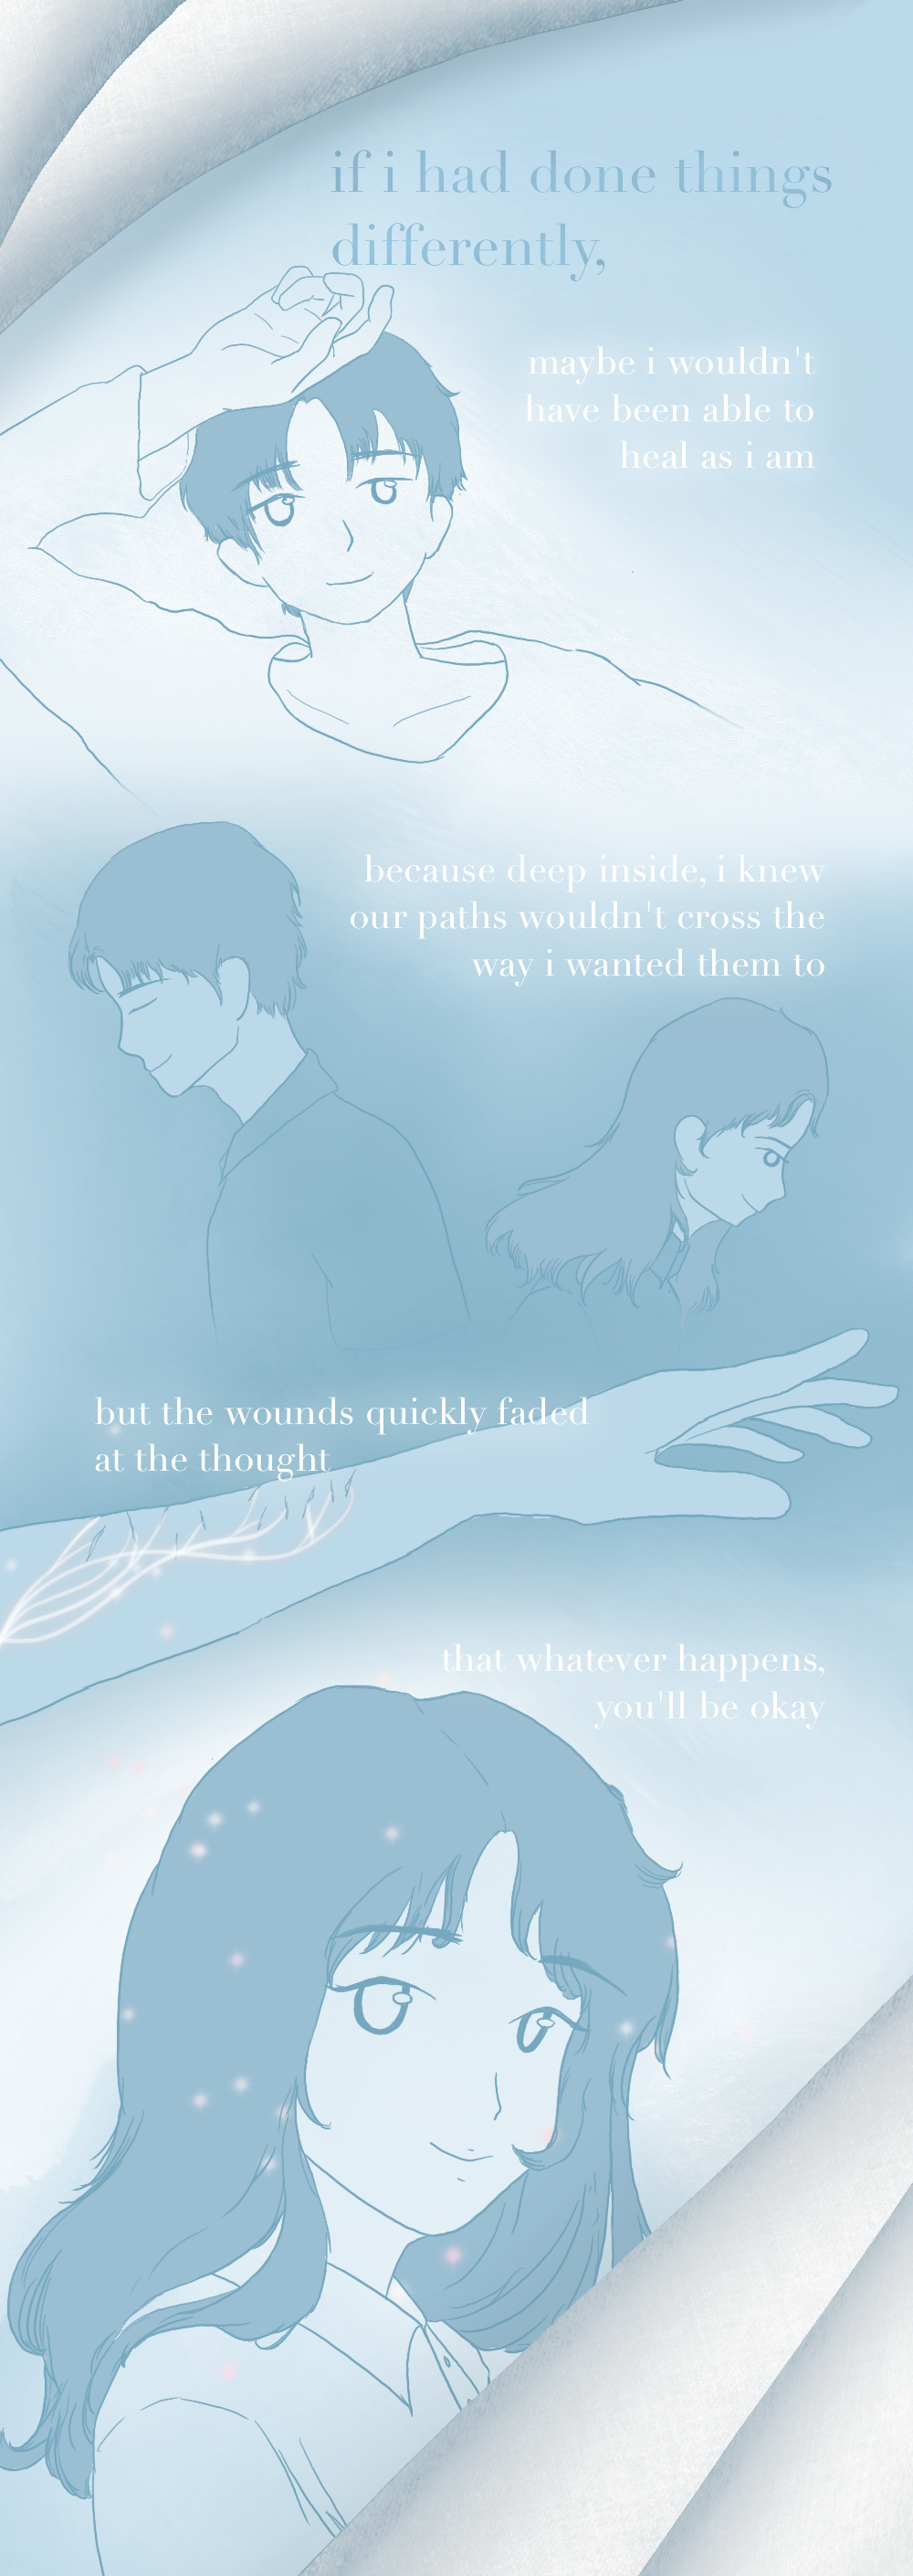 if i had done things
differently,
maybe i wouldn't
have been able to
heal as i am
because deep inside, i knew
our paths wouldn't cross the
way i wanted them to
but the wounds quickly faded
at the thought
that whatever happens,
you'll be okay